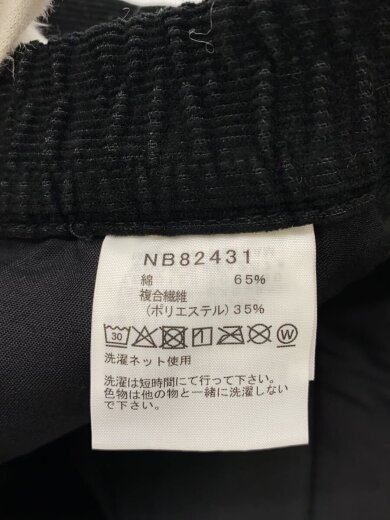 NB82431
綿 65%
複合繊維
(ポリエステル)35%
30 W
洗濯ネット使用
洗濯は短時間にて行って下さい。
色物は他の物と一緒に洗濯しない
で下さい。